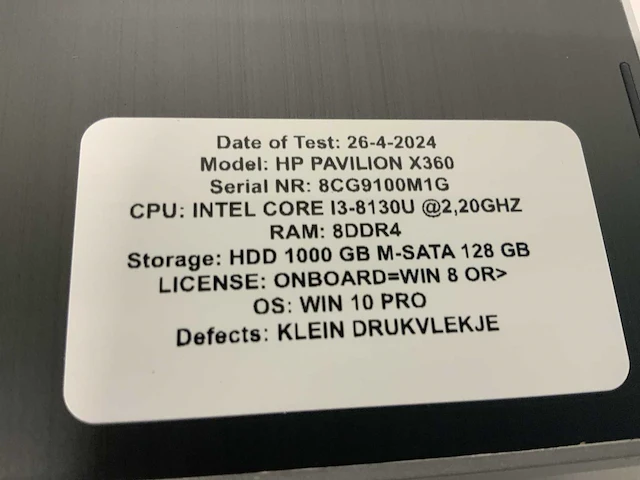 Date of Test: 26-4-2024
Model: HP PAVILION X360
Serial NR: 8CG9100M1G
CPU: INTEL CORE I3-8130U @2,20GHZ
RAM: 8DDR4
Storage: HDD 1000 GB M-SATA 128 GB
LICENSE: ONBOARD=WIN 8 OR>
OS: WIN 10 PRO
Defects: KLEIN DRUKVLEKJE